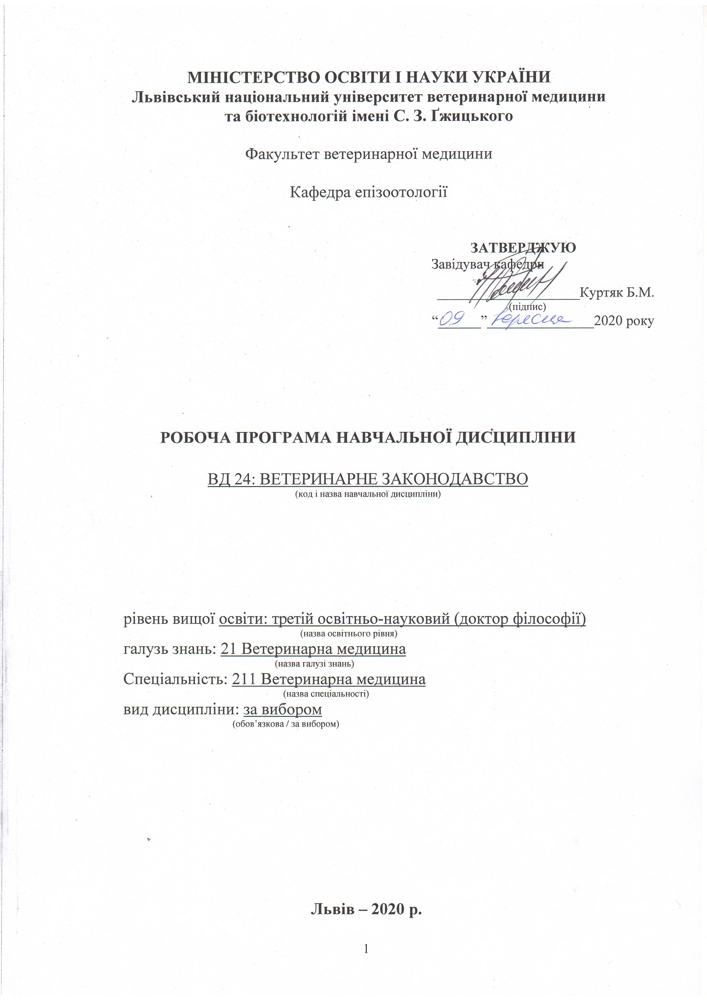 МІНІСТЕРСТВО ОСВІТИ І НАУКИ УКРАЇНИ
Львівський національний університет ветеринарної медицини
та біотехнологій імені С. З. Ґжицького
Факультет ветеринарної медицини
Кафедра епізоотології
ЗАТВЕРДЖУЮ
Завідувач кафедри
____________________Куртяк Б.М.
(підпис)
“09” вересня 2020 року
РОБОЧА ПРОГРАМА НАВЧАЛЬНОЇ ДИСЦИПЛІНИ
ВД 24: ВЕТЕРИНАРНЕ ЗАКОНОДАВСТВО
(код і назва навчальної дисципліни)
рівень вищої освіти: третій освітньо-науковий (доктор філософії)
(назва освітнього рівня)
галузь знань: 21 Ветеринарна медицина
(назва галузі знань)
Спеціальність: 211 Ветеринарна медицина
(назва спеціальності)
вид дисципліни: за вибором
(обов’язкова / за вибором)
Львів – 2020 р.
1